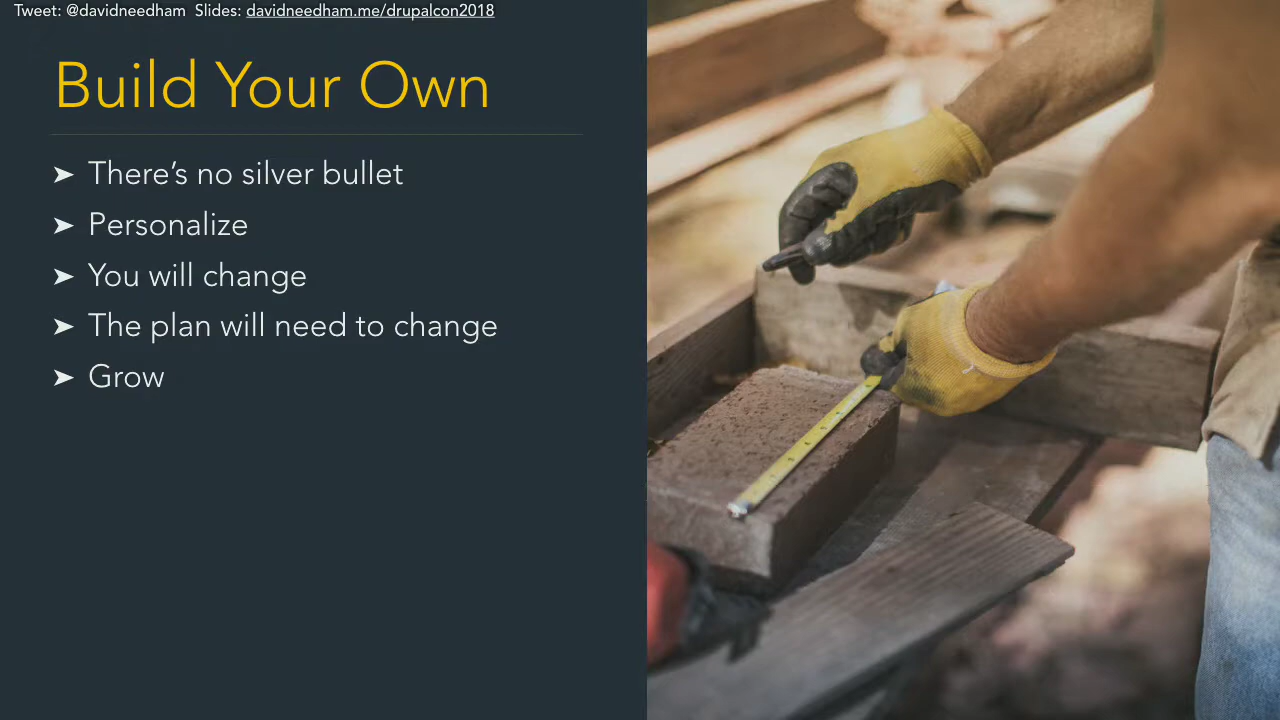 Tweet: @davidneedham Slides: davidneedham.me/drupalcon2018
Build Your Own
➤ There’s no silver bullet
➤ Personalize
➤ You will change
➤ The plan will need to change
➤ Grow